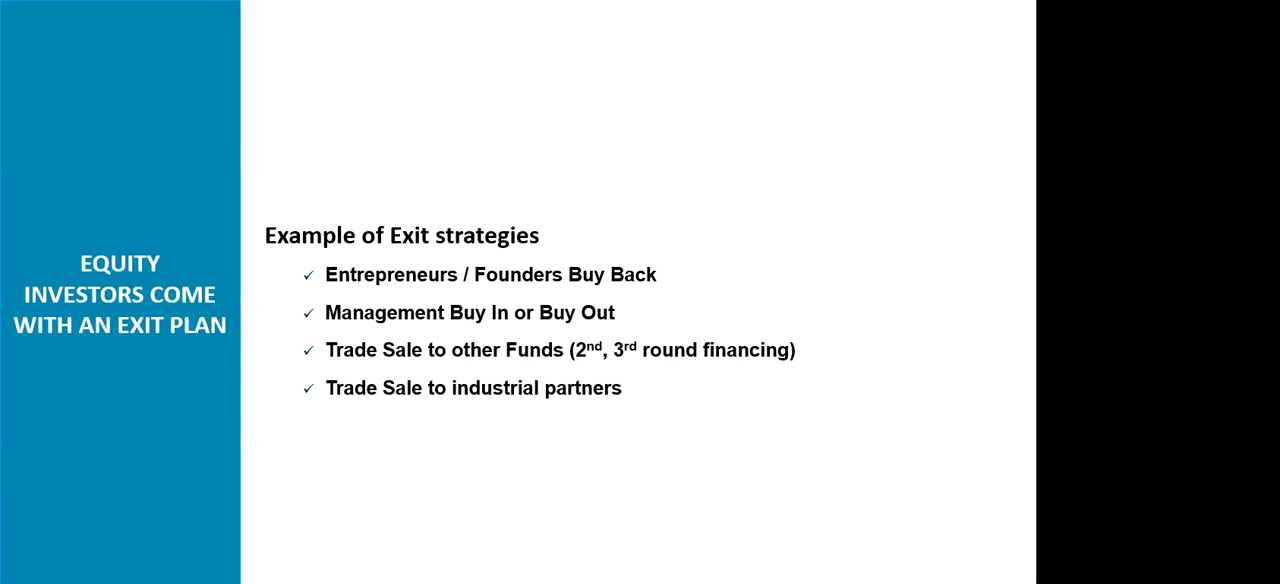 EQUITY
INVESTORS COME
WITH AN EXIT PLAN
Example of Exit strategies
✓ Entrepreneurs / Founders Buy Back
✓ Management Buy In or Buy Out
✓ Trade Sale to other Funds (2nd, 3rd round financing)
✓ Trade Sale to industrial partners